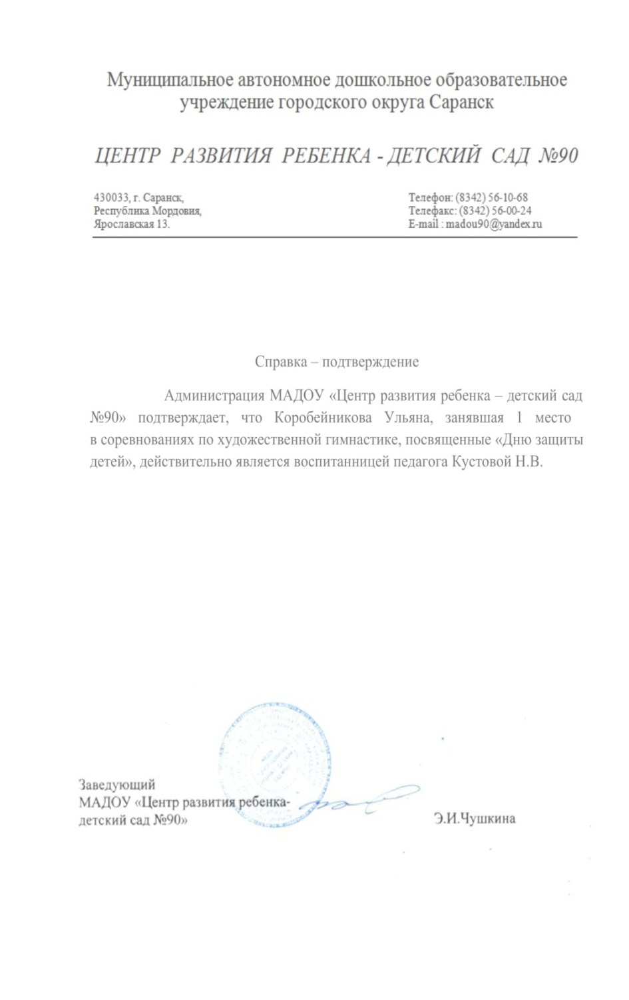 Муниципальное автономное дошкольное образовательное
учреждение городского округа Саранск
ЦЕНТР РАЗВИТИЯ РЕБЕНКА - ДЕТСКИЙ САД №90
430033, г. Саранск,
Республика Мордовия,
Ярославская 13.
Телефон: (8342) 56-10-68
Телефакс: (8342) 56-00-24
E-mail : madou90@yandex.ru
Справка – подтверждение
Администрация МАДОУ «Центр развития ребенка – детский сад
№90» подтверждает, что Коробейникова Ульяна, занявшая 1 место
в соревнованиях по художественной гимнастике, посвященные «Дню защиты
детей», действительно является воспитанницей педагога Кустовой Н.В.
Заведующий
МАДОУ «Центр развития ребенка-
детский сад №90»
Э.И.Чушкина